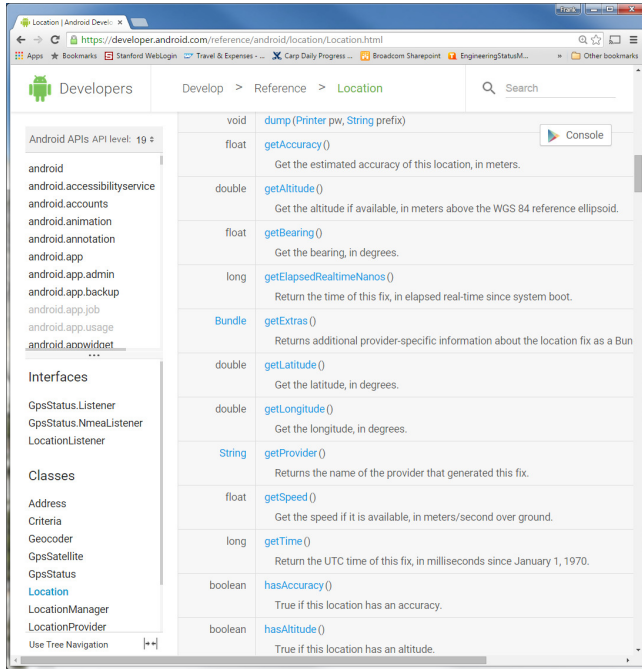 Frank
Location | Android Develo
https://developer.android.com/reference/android/location/Location.html
Apps Bookmarks Stanford WebLogin Travel & Expenses - ... Carp Daily Progress ... Broadcom Sharepoint EngineeringStatusM... » Other bookmarks
Developers
Develop > Reference > Location
Search
Console
Android APIs API level: 19
android
android.accessibilityservice
android.accounts
android.animation
android.annotation
android.app
android.app.admin
android.app.backup
android.app.job
android.app.usage
android.appwidget
Interfaces
GpsStatus.Listener
GpsStatus.NmeaListener
LocationListener
Classes
Address
Criteria
Geocoder
GpsSatellite
GpsStatus
Location
LocationManager
LocationProvider
Use Tree Navigation
void dump(Printer pw, String prefix)
float getAccuracy()
Get the estimated accuracy of this location, in meters.
double getAltitude()
Get the altitude if available, in meters above the WGS 84 reference ellipsoid.
float getBearing()
Get the bearing, in degrees.
long getElapsedRealtimeNanos()
Return the time of this fix, in elapsed real-time since system boot.
Bundle getExtras()
Returns additional provider-specific information about the location fix as a Bun
double getLatitude()
Get the latitude, in degrees.
double getLongitude()
Get the longitude, in degrees.
String getProvider()
Returns the name of the provider that generated this fix.
float getSpeed()
Get the speed if it is available, in meters/second over ground.
long getTime()
Return the UTC time of this fix, in milliseconds since January 1, 1970.
boolean hasAccuracy()
True if this location has an accuracy.
boolean hasAltitude()
True if this location has an altitude.